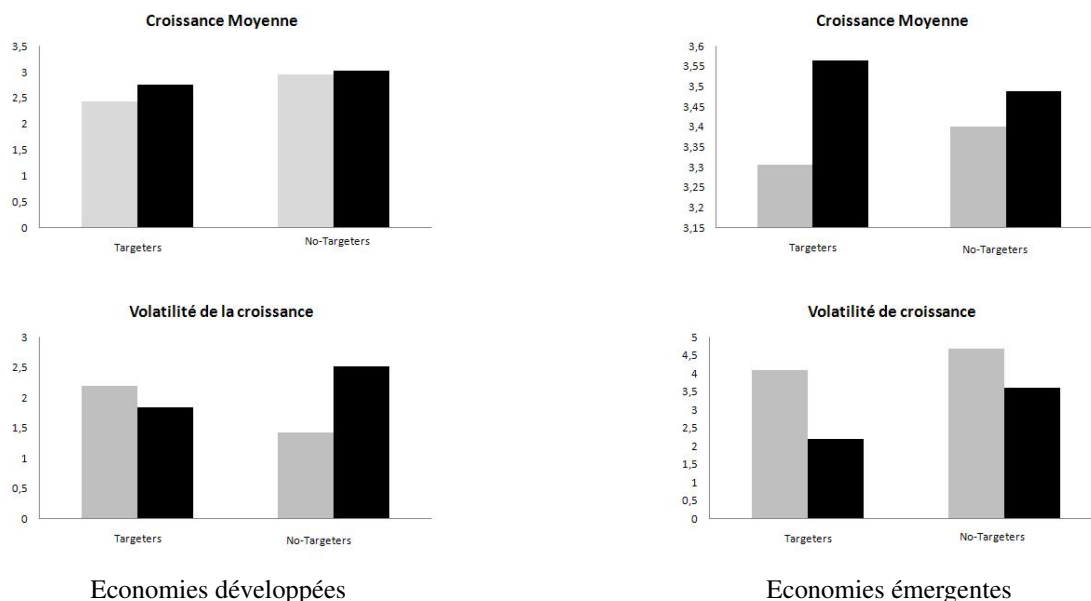 Croissance Moyenne
3,5
3
2,5
2
1,5
1
0,5
0
Targeters
No-Targeters
Croissance Moyenne
3,6
3,55
3,5
3,45
3,4
3,35
3,3
3,25
3,2
3,15
Targeters
No-Targeters
Volatilité de la croissance
3
2,5
2
1,5
1
0,5
0
Targeters
No-Targeters
Volatilité de croissance
5
4,5
4
3,5
3
2,5
2
1,5
1
0,5
0
Targeters
No-Targeters
Economies développées
Economies émergentes